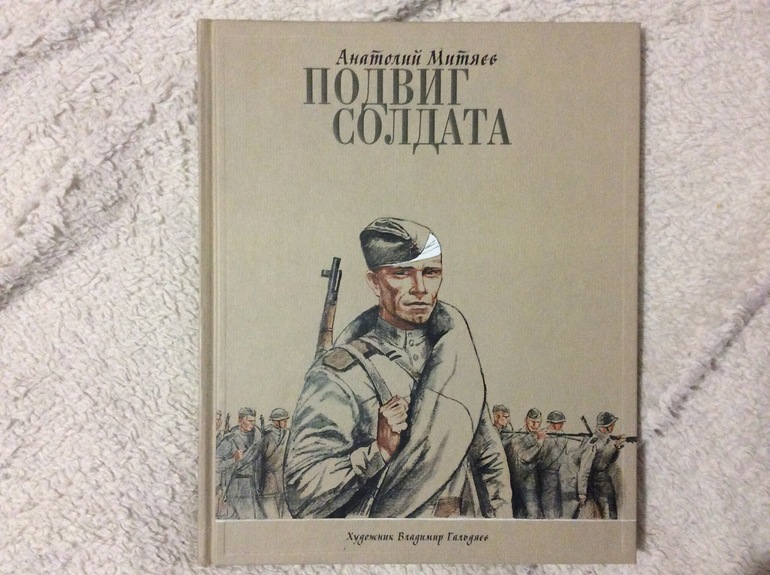 Анатолий Митяев
ПОДВИГ
СОЛДАТА
Художник Владимир Гальдяев